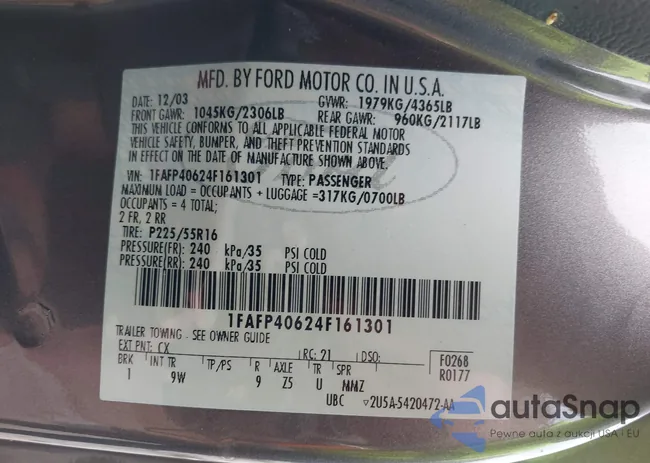 MFD. BY FORD MOTOR CO. IN U.S.A.
DATE: 12/03 GVWR: 1979KG/4365LB
FRONT GAWR: 1045KG/2306LB REAR GAWR: 960KG/2117LB
THIS VEHICLE CONFORMS TO ALL APPLICABLE FEDERAL MOTOR
VEHICLE SAFETY, BUMPER, AND THEFT PREVENTION STANDARDS
IN EFFECT ON THE DATE OF MANUFACTURE SHOWN ABOVE.
VIN: 1FAFP40624F161301 TYPE: PASSENGER
MAXIMUM LOAD = OCCUPANTS + LUGGAGE =317KG/0700LB
OCCUPANTS = 4 TOTAL;
2 FR, 2 RR
TIRE: P225/55R16
PRESSURE(FR): 240 kPa/35 PSI COLD
PRESSURE(RR): 240 kPa/35 PSI COLD
1FAFP40624F161301
TRAILER TOWING - SEE OWNER GUIDE
EXT PNT: CX RC: 21 DSO: F0268
BRK INT TR TP/PS R AXLE TR SPR R0177
1 9W 9 Z5 U MMZ
UBC ▽2U5A-5420472-AA
autaSnap
Pewne auta z aukcji USA i EU